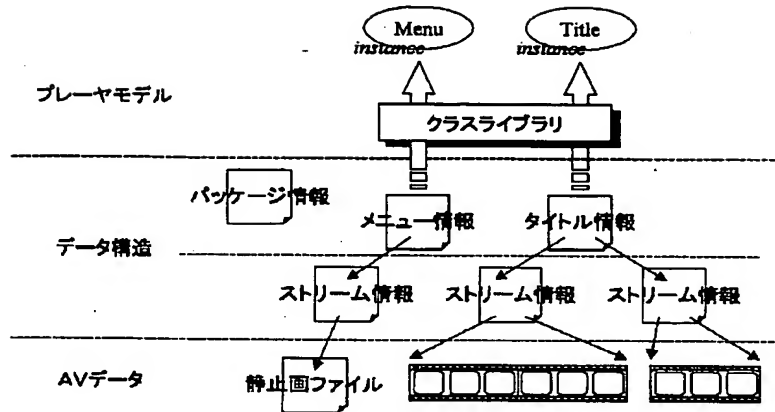 Menu
Title
instance
instance
プレーヤモデル
クラスライブラリ
パッケージ情報
メニュー情報
タイトル情報
データ構造
ストリーム情報
ストリーム情報
ストリーム情報
AVデータ
静止画ファイル